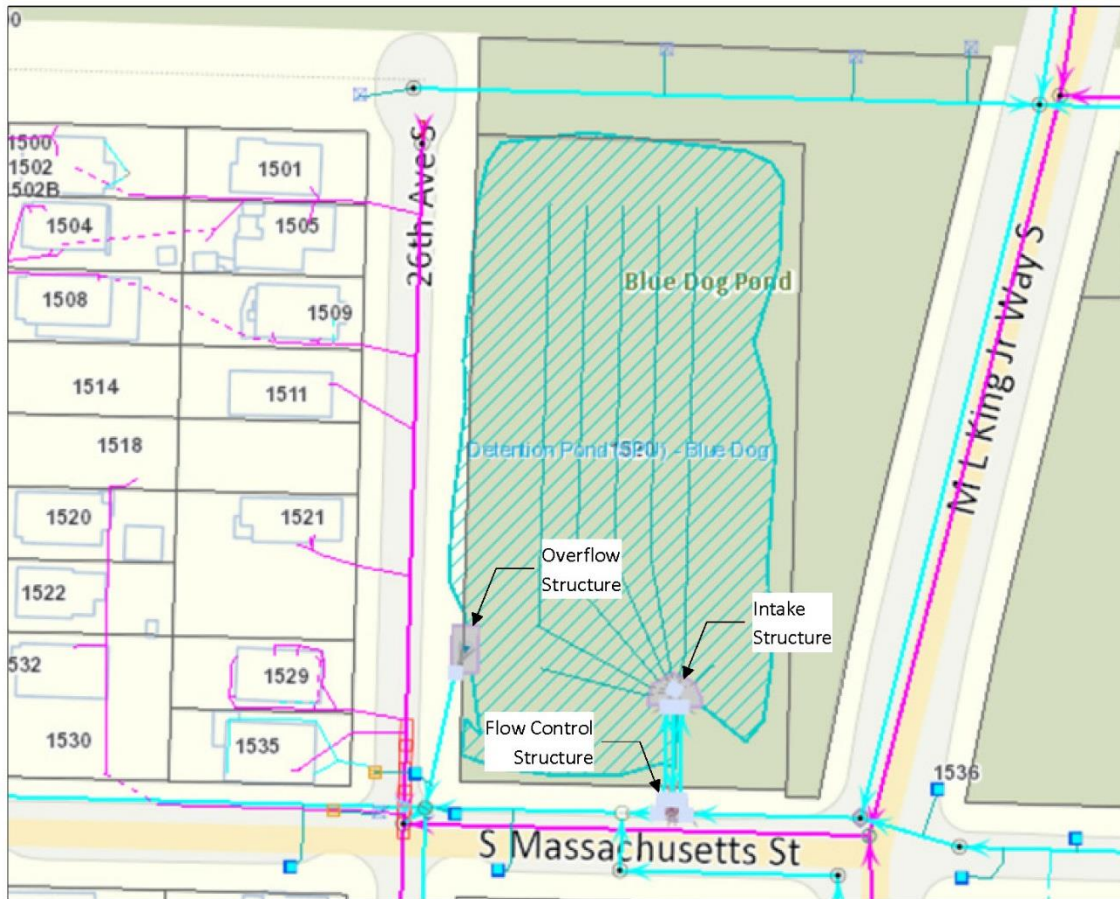 1500
1502
502B
1501
26th Ave S
1504
1505
Blue Dog Pond
1508
1509
M L King Jr Way S
1514
1511
1518
Detention Pond - Blue Dog
1520
1521
Overflow
Structure
1522
Intake
Structure
532
1529
Flow Control
Structure
1530
1535
1536
S Massachusetts St